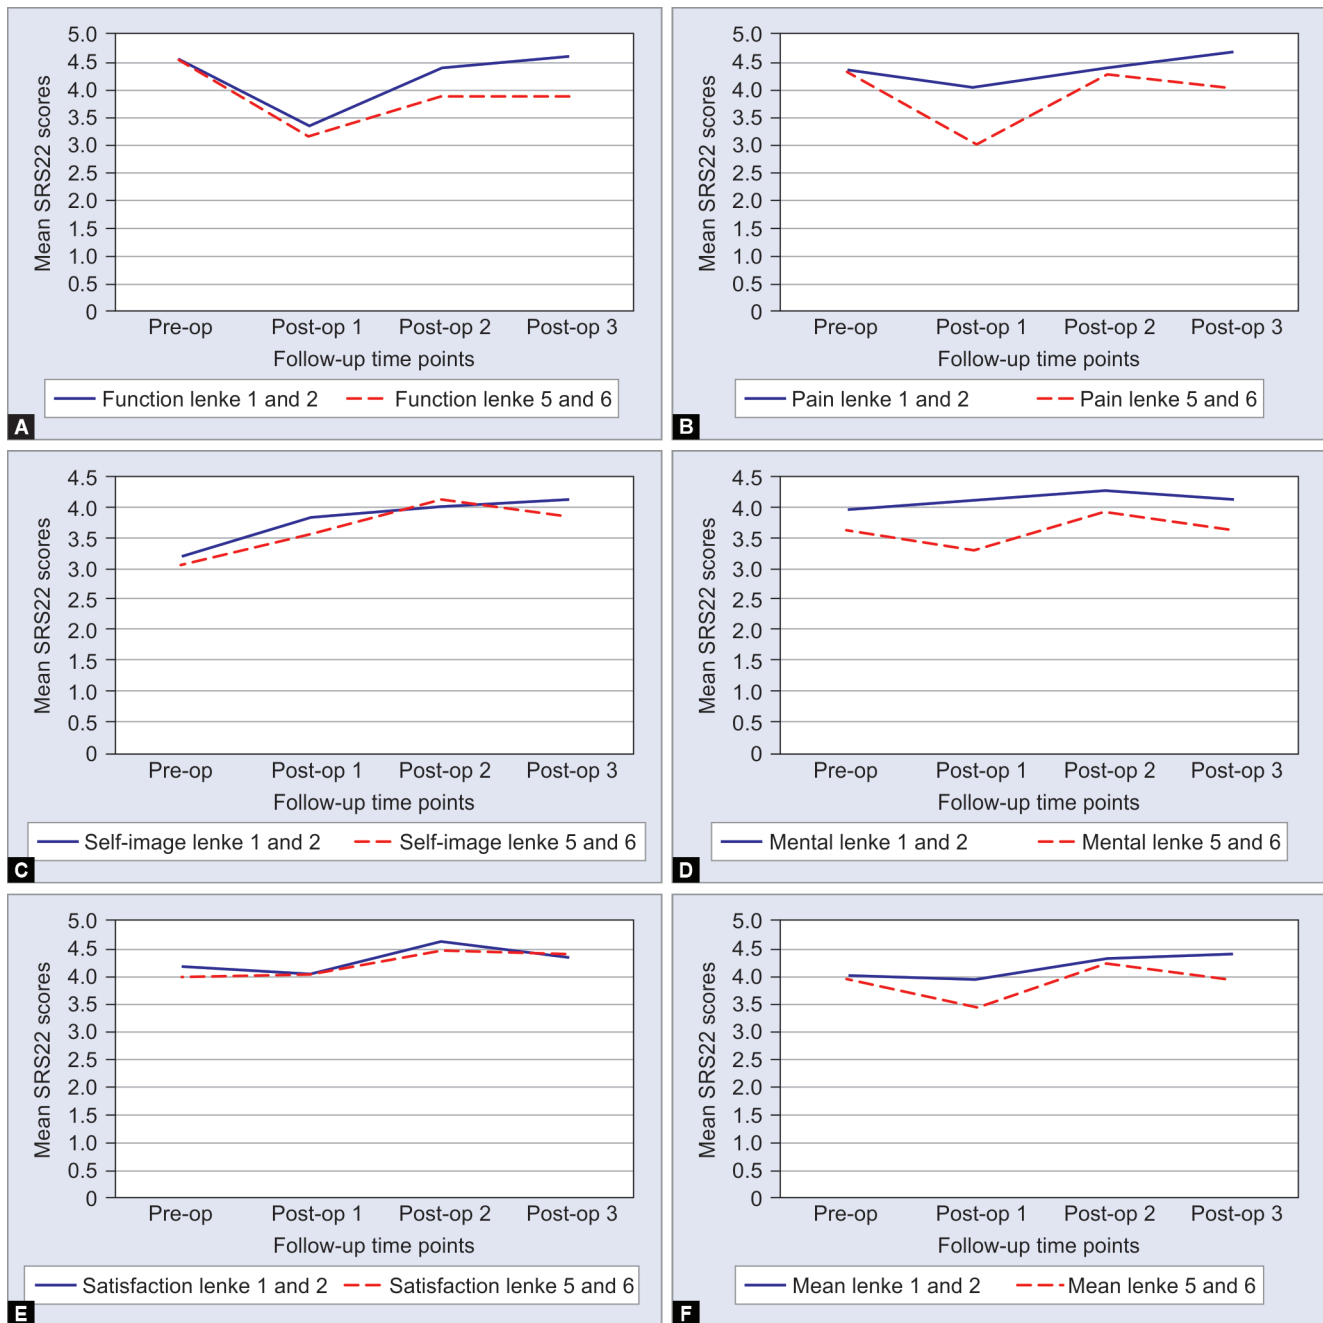 5.0
4.5
4.0
3.5
3.0
2.5
2.0
1.5
1.0
0.5
0
Mean SRS22 scores
Pre-op Post-op 1 Post-op 2 Post-op 3
Follow-up time points
Function lenke 1 and 2 Function lenke 5 and 6
A
5.0
4.5
4.0
3.5
3.0
2.5
2.0
1.5
1.0
0.5
0
Mean SRS22 scores
Pre-op Post-op 1 Post-op 2 Post-op 3
Follow-up time points
Pain lenke 1 and 2 Pain lenke 5 and 6
B
4.5
4.0
3.5
3.0
2.5
2.0
1.5
1.0
0.5
0
Mean SRS22 scores
Pre-op Post-op 1 Post-op 2 Post-op 3
Follow-up time points
Self-image lenke 1 and 2 Self-image lenke 5 and 6
C
4.5
4.0
3.5
3.0
2.5
2.0
1.5
1.0
0.5
0
Mean SRS22 scores
Pre-op Post-op 1 Post-op 2 Post-op 3
Follow-up time points
Mental lenke 1 and 2 Mental lenke 5 and 6
D
5.0
4.5
4.0
3.5
3.0
2.5
2.0
1.5
1.0
0.5
0
Mean SRS22 scores
Pre-op Post-op 1 Post-op 2 Post-op 3
Follow-up time points
Satisfaction lenke 1 and 2 Satisfaction lenke 5 and 6
E
5.0
4.5
4.0
3.5
3.0
2.5
2.0
1.5
1.0
0.5
0
Mean SRS22 scores
Pre-op Post-op 1 Post-op 2 Post-op 3
Follow-up time points
Mean lenke 1 and 2 Mean lenke 5 and 6
F